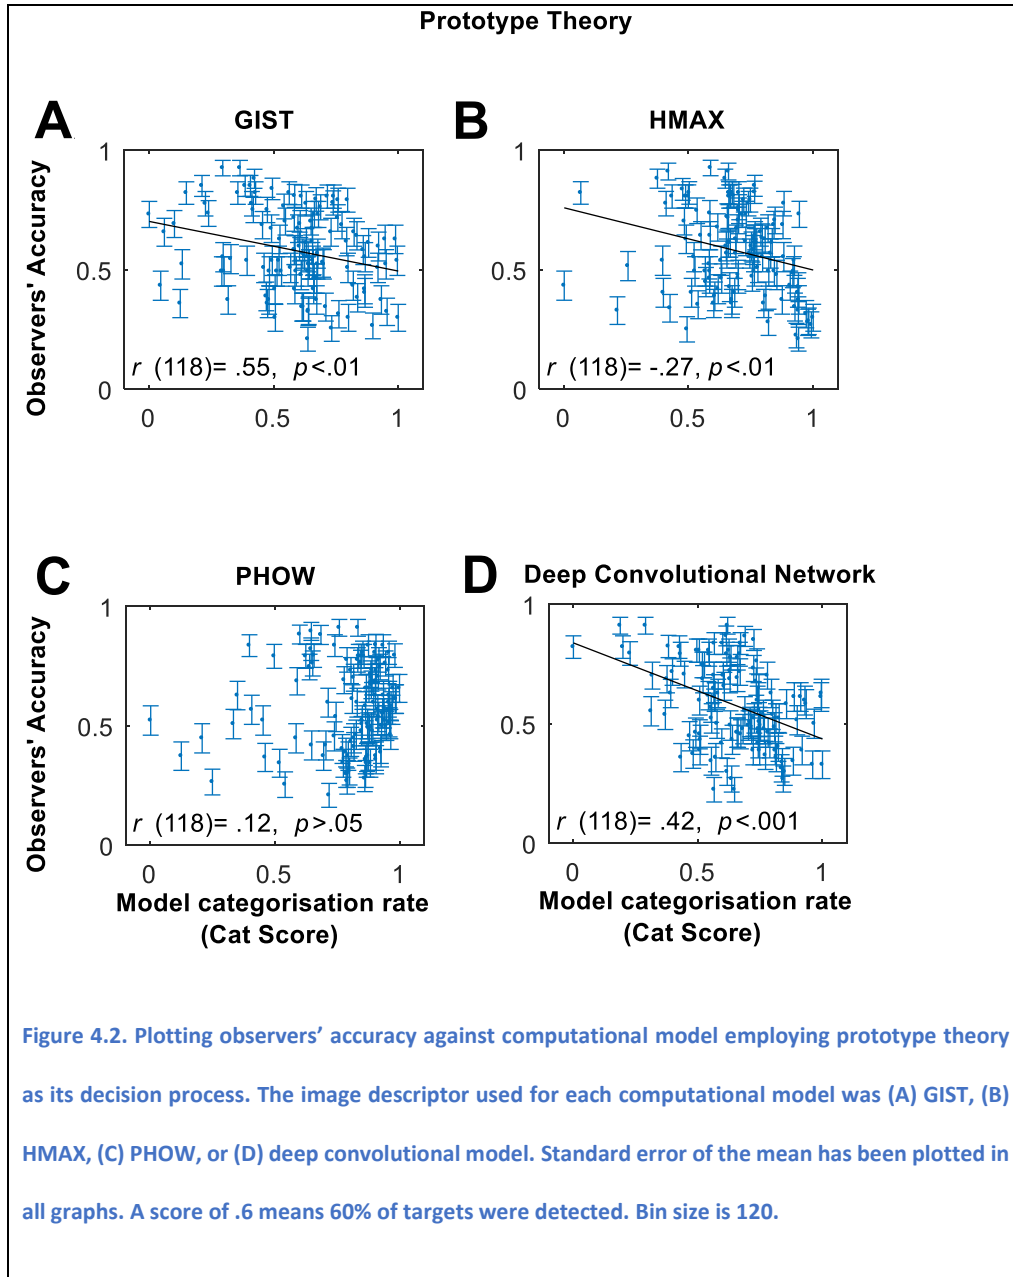 Prototype Theory
A
GIST
Observers' Accuracy
1
0.5
0
r (118)= .55, p<.01
0 0.5 1
B
HMAX
1
0.5
0
r (118)= -.27, p<.01
0 0.5 1
C
PHOW
Observers' Accuracy
1
0.5
0
r (118)= .12, p>.05
0 0.5 1
Model categorisation rate
(Cat Score)
D
Deep Convolutional Network
1
0.5
0
r (118)= .42, p<.001
0 0.5 1
Model categorisation rate
(Cat Score)
Figure 4.2. Plotting observers’ accuracy against computational model employing prototype theory
as its decision process. The image descriptor used for each computational model was (A) GIST, (B)
HMAX, (C) PHOW, or (D) deep convolutional model. Standard error of the mean has been plotted in
all graphs. A score of .6 means 60% of targets were detected. Bin size is 120.